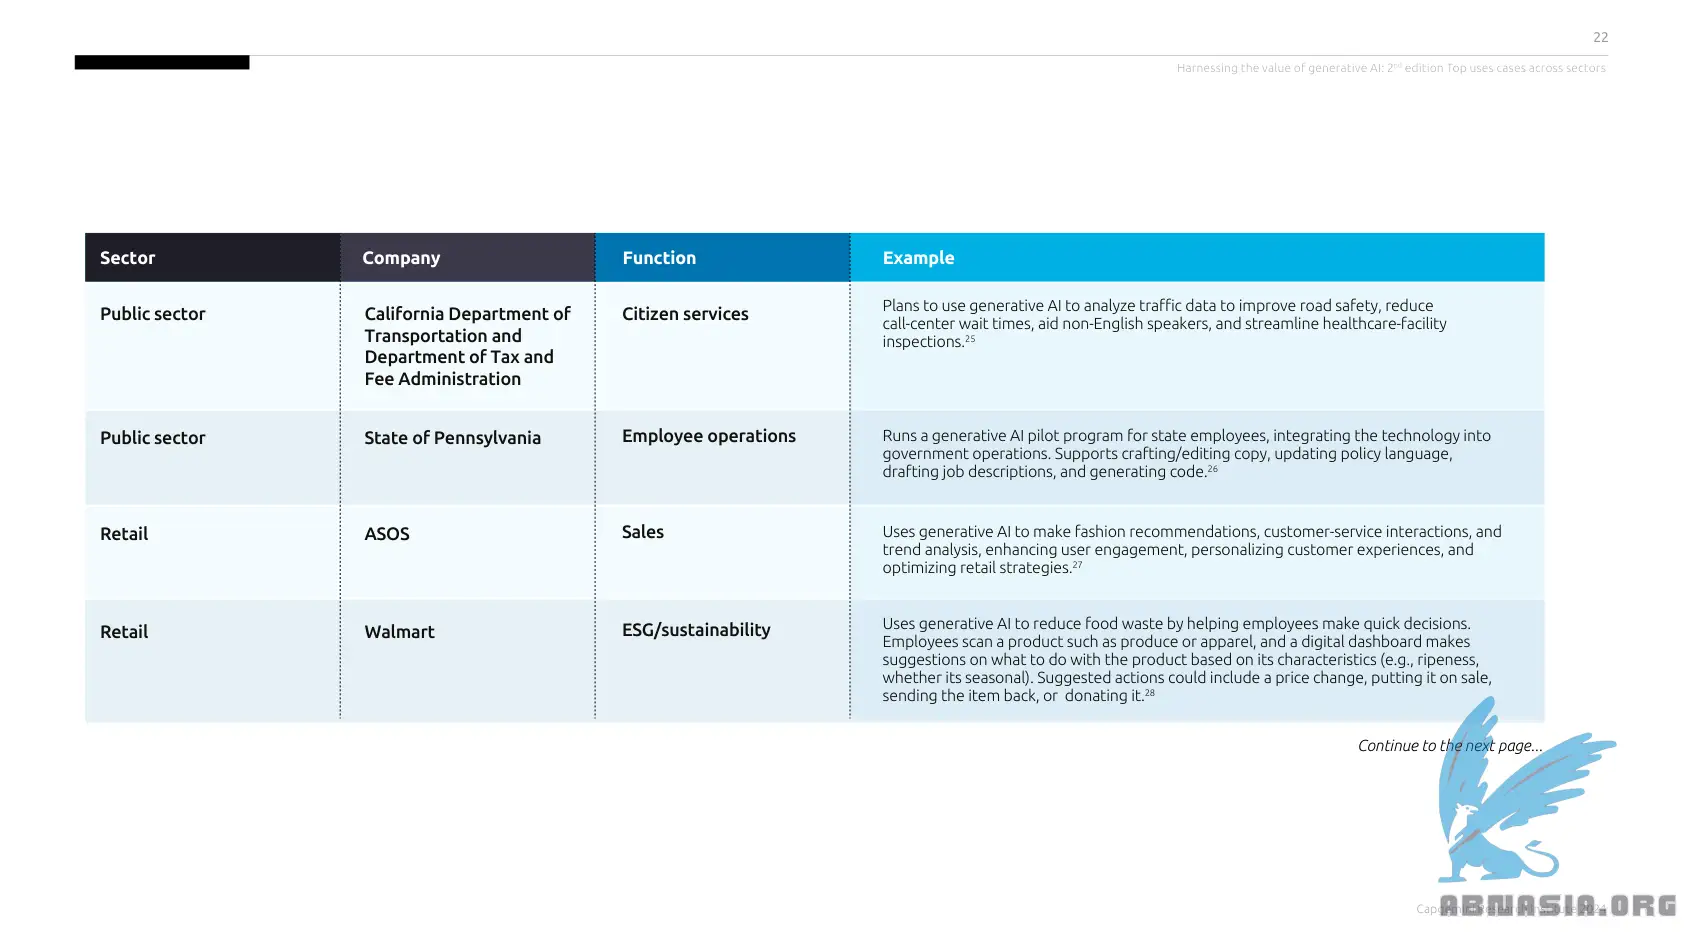 22
Harnessing the value of generative AI: 2nd edition Top uses cases across sectors
Sector
Company
Function
Example
Public sector
California Department of
Transportation and
Department of Tax and
Fee Administration
Citizen services
Plans to use generative AI to analyze traffic data to improve road safety, reduce
call-center wait times, aid non-English speakers, and streamline healthcare-facility
inspections.25
Public sector
State of Pennsylvania
Employee operations
Runs a generative AI pilot program for state employees, integrating the technology into
government operations. Supports crafting/editing copy, updating policy language,
drafting job descriptions, and generating code.26
Retail
ASOS
Sales
Uses generative AI to make fashion recommendations, customer-service interactions, and
trend analysis, enhancing user engagement, personalizing customer experiences, and
optimizing retail strategies.27
Retail
Walmart
ESG/sustainability
Uses generative AI to reduce food waste by helping employees make quick decisions.
Employees scan a product such as produce or apparel, and a digital dashboard makes
suggestions on what to do with the product based on its characteristics (e.g., ripeness,
whether its seasonal). Suggested actions could include a price change, putting it on sale,
sending the item back, or donating it.28
Continue to the next page...
Capgemini Research Institute 2024
ABNASIA.ORG